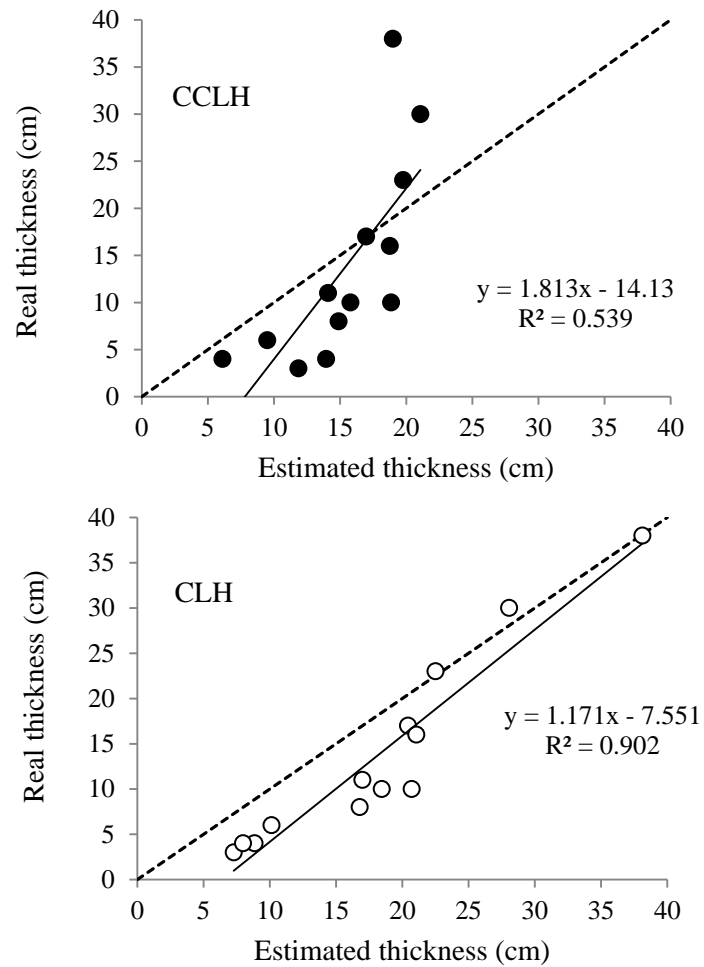 40
35
30
25
20
15
10
5
0
Real thickness (cm)
CCLH
y = 1.813x - 14.13
R² = 0.539
0 5 10 15 20 25 30 35 40
Estimated thickness (cm)
40
35
30
25
20
15
10
5
0
Real thickness (cm)
CLH
y = 1.171x - 7.551
R² = 0.902
0 5 10 15 20 25 30 35 40
Estimated thickness (cm)